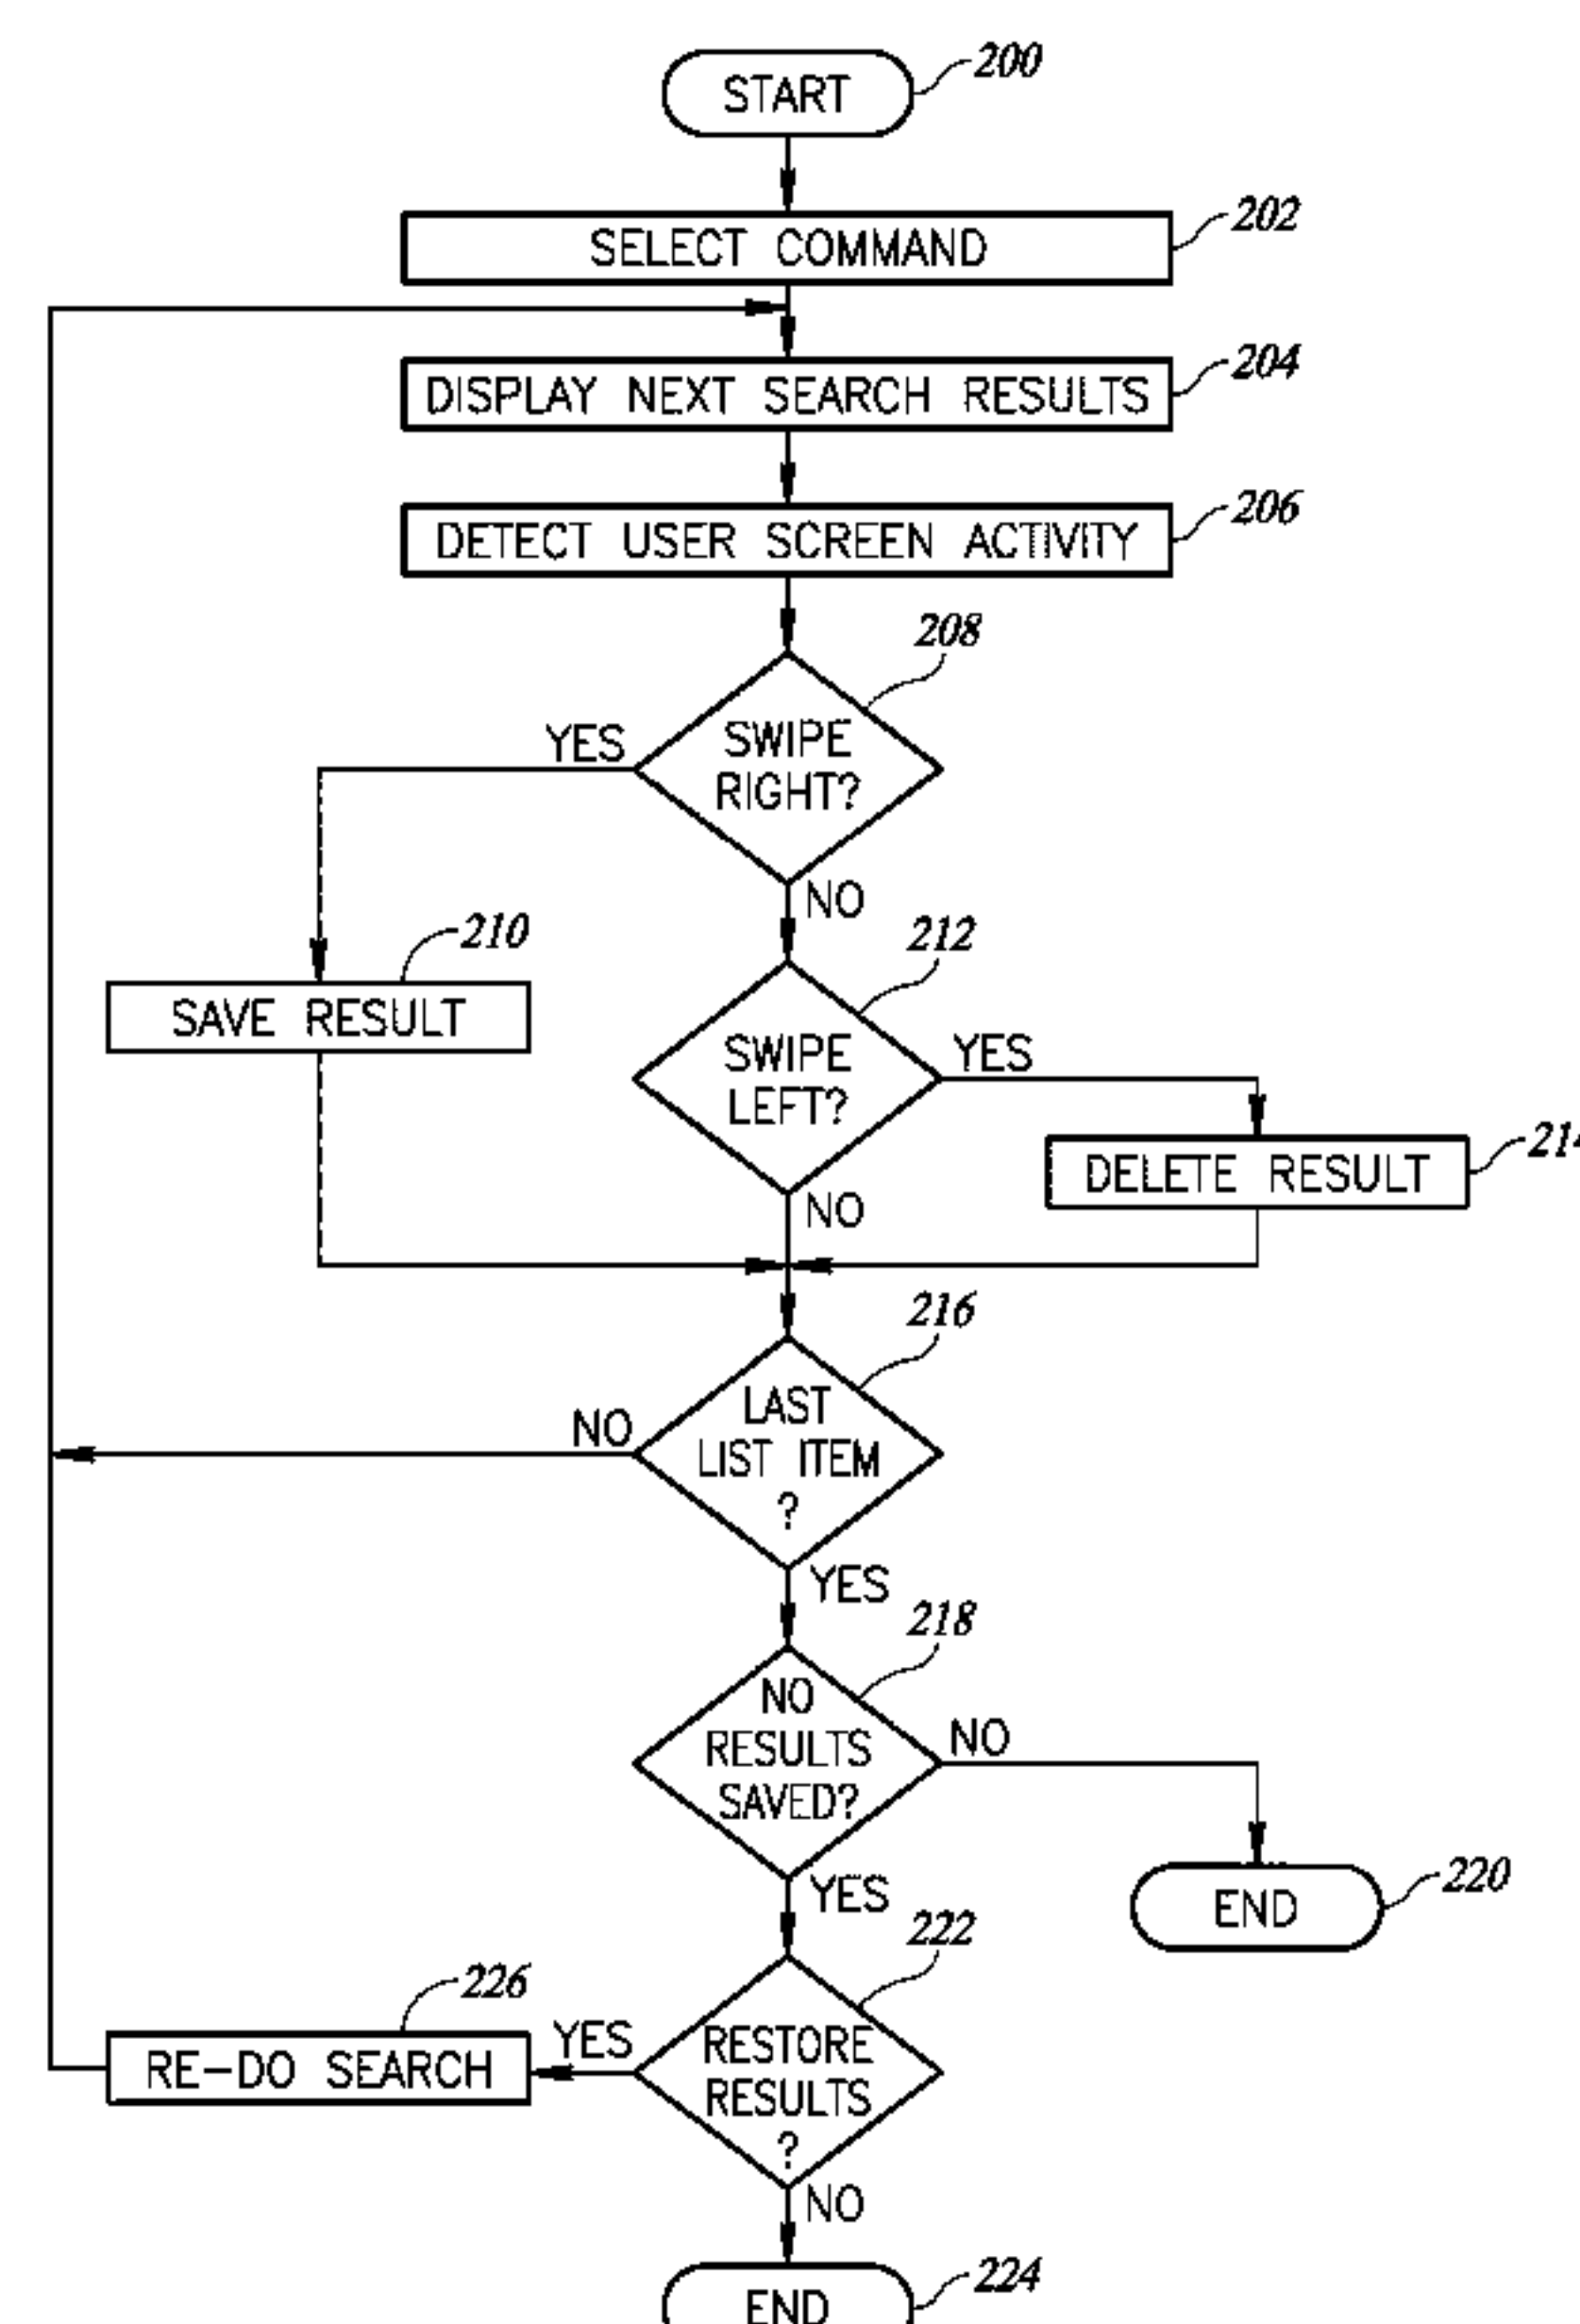 START
200
SELECT COMMAND
202
DISPLAY NEXT SEARCH RESULTS
204
DETECT USER SCREEN ACTIVITY
206
208
SWIPE
RIGHT?
YES
NO
210
SAVE RESULT
212
SWIPE
LEFT?
YES
NO
DELETE RESULT
216
LAST
LIST ITEM
?
NO
YES
218
NO
RESULTS
SAVED?
NO
YES
END
220
222
RESTORE
RESULTS
?
YES
226
RE-DO SEARCH
NO
END
224